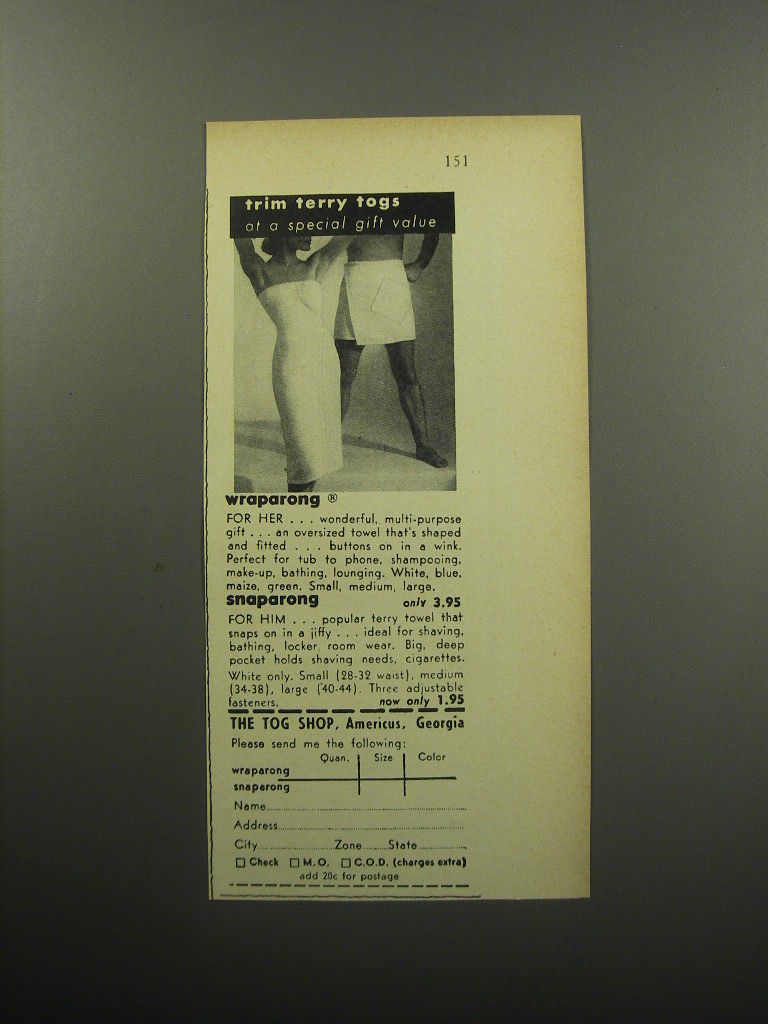 151
trim terry togs
at a special gift value
wraparong ®
FOR HER . . . wonderful, multi-purpose
gift . . . an oversized towel that's shaped
and fitted . . . buttons on in a wink.
Perfect for tub to phone, shampooing,
make-up, bathing, lounging. White, blue,
maize, green. Small, medium, large.
only 3.95
snaparong
FOR HIM . . . popular terry towel that
snaps on in a jiffy . . . ideal for shaving,
bathing, locker room wear. Big, deep
pocket holds shaving needs, cigarettes.
White only. Small (28-32 waist), medium
(34-38), large (40-44). Three adjustable
fasteners. now only 1.95
THE TOG SHOP, Americus, Georgia
Please send me the following:
Quan. Size Color
wraparong
snaparong
Name
Address
City Zone State
☐ Check ☐ M.O. ☐ C.O.D. (charges extra)
add 20c for postage